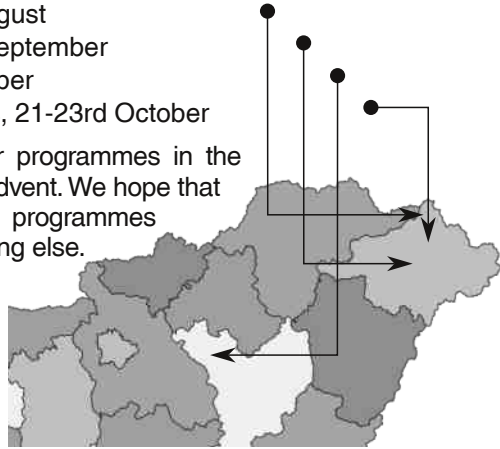 gust
eptember
ber
, 21-23rd October
r programmes in the
dvent. We hope that
programmes
ng else.